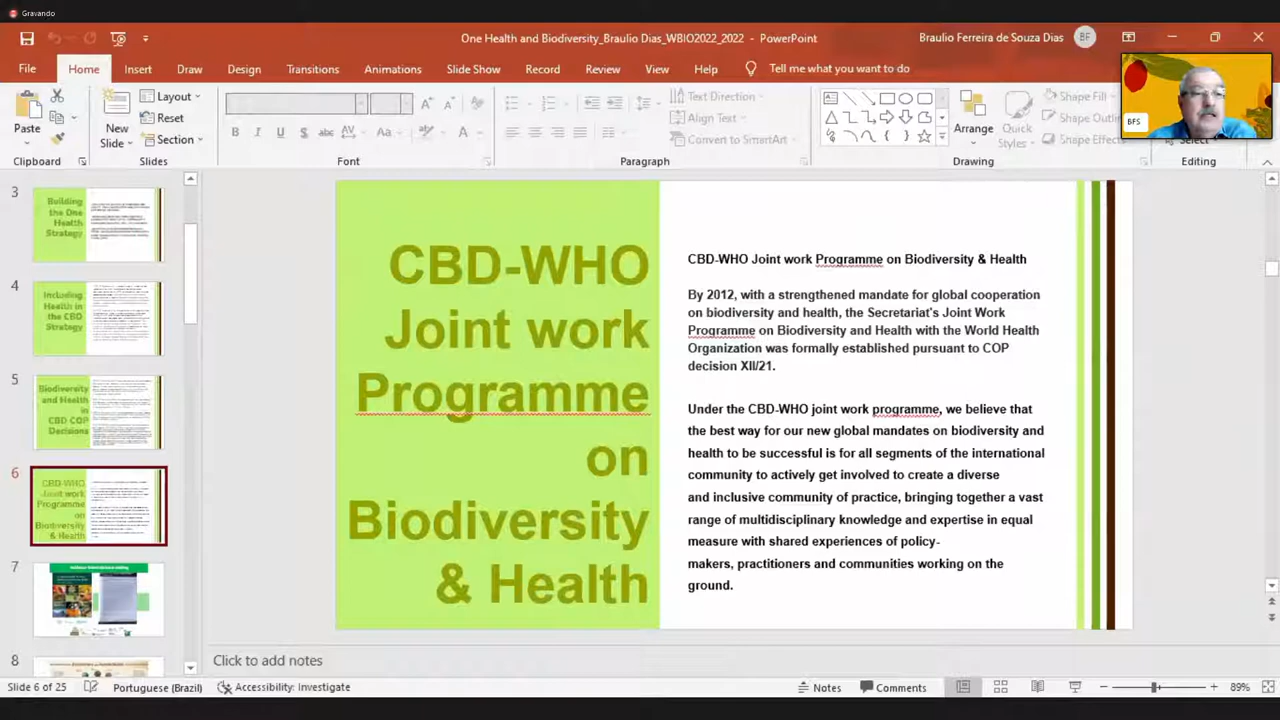 Gravando
One Health and Biodiversity_Braulio Dias_WBIO2022_2022 - PowerPoint
Braulio Ferreira de Souza Dias
BF
File
Home
Insert
Draw
Design
Transitions
Animations
Slide Show
Record
Review
View
Help
Tell me what you want to do
Paste
New
Slide
Layout
Reset
Section
Text Direction
Align Text
Convert to SmartArt
Arrange
Quick
Styles
Shape Fill
Shape Outli
Shape Effects
Select
BFS
Clipboard
Slides
Font
Paragraph
Drawing
Editing
3
Building
the One
Health
Strategy
4
Including
Health in
the CBD
Strategy
5
Biodiversity
and Health
in
CBD COP
Decisions
6
CBD-WHO
Joint work
Programme
on
Biodiversity
& Health
7
8
CBD-WHO
Joint work
Programme
on
Biodiversity
& Health
CBD-WHO Joint work Programme on Biodiversity & Health
By 2012, with a strengthened mandate for global cooperation
on biodiversity and health, the Secretariat's Joint Work
Programme on Biodiversity and Health with the World Health
Organization was formally established pursuant to COP
decision XII/21.
Under the CBD-WHO joint work programme, we believe that
the best way for our new global mandates on biodiversity and
health to be successful is for all segments of the international
community to actively get involved to create a diverse
and inclusive community of practice, bringing together a vast
range of multidisciplinary knowledge and expertise in equal
measure with shared experiences of policy-
makers, practitioners and communities working on the
ground.
Click to add notes
Slide 6 of 25
Portuguese (Brazil)
Accessibility: Investigate
Notes
Comments
89%